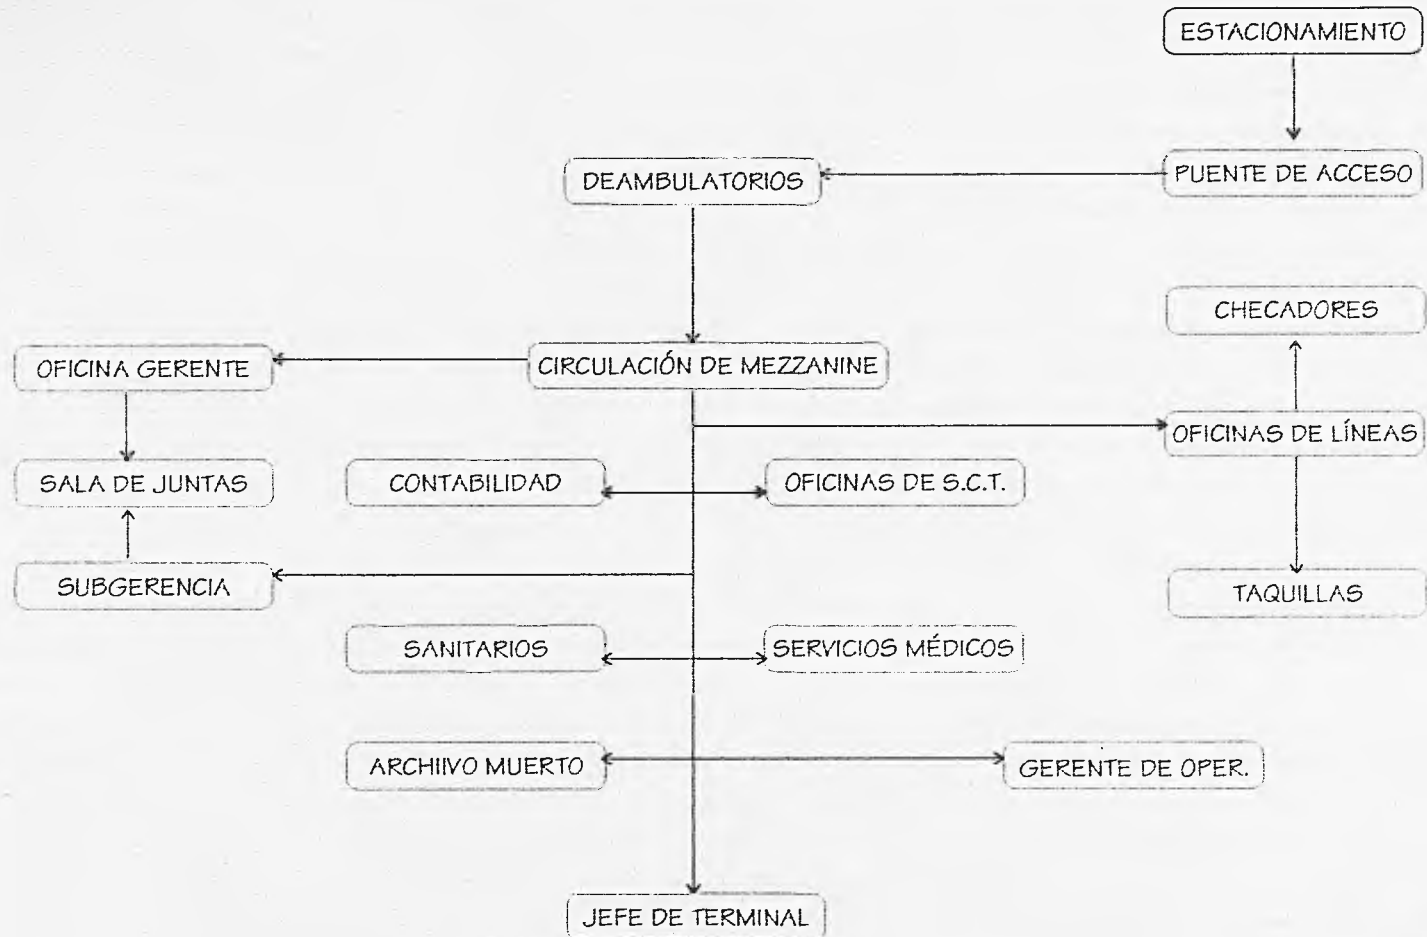 ESTACIONAMIENTO
DEAMBULATORIOS
PUENTE DE ACCESO
CHECADORES
OFICINA GERENTE
CIRCULACIÓN DE MEZZANINE
OFICINAS DE LÍNEAS
SALA DE JUNTAS
CONTABILIDAD
OFICINAS DE S.C.T.
SUBGERENCIA
TAQUILLAS
SANITARIOS
SERVICIOS MÉDICOS
ARCHIIVO MUERTO
GERENTE DE OPER.
JEFE DE TERMINAL